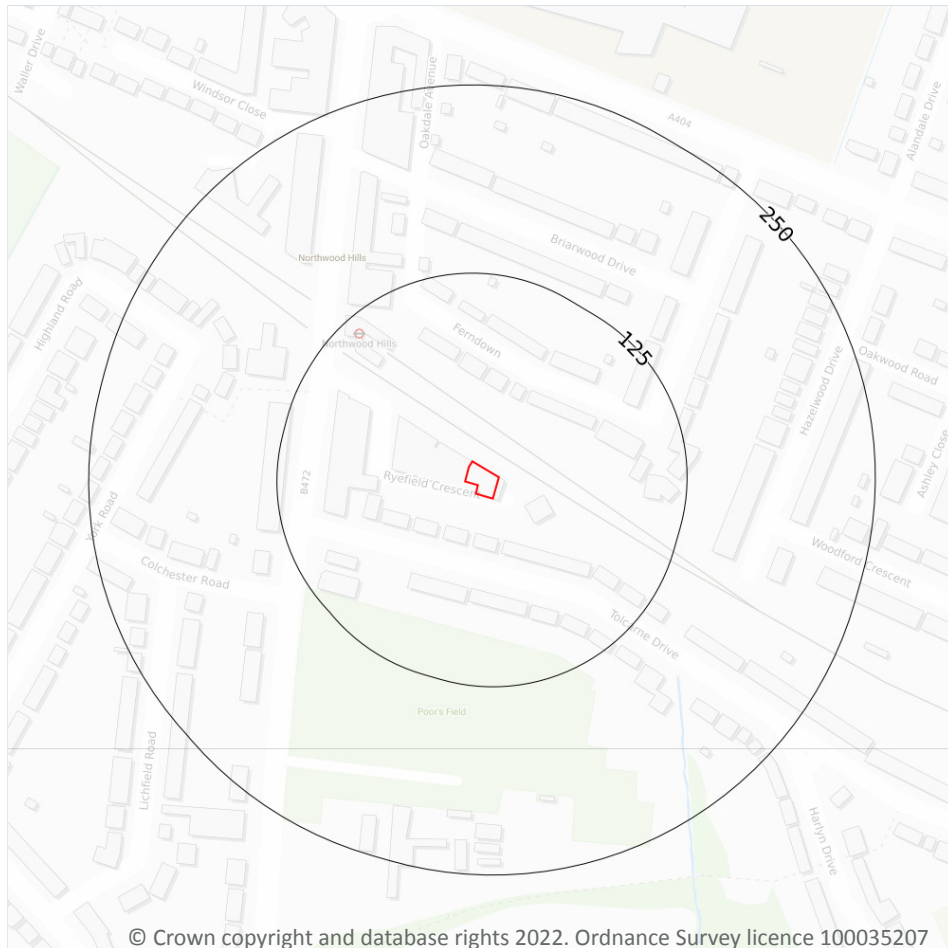 Waller Drive
Windsor Close
Oakdale Avenue
A404
Alandale Drive
250
Northwood Hills
Briarwood Drive
Highland Road
125
Northwood Hills
Ferndown
Oakwood Road
Hazelwood Drive
Ashley Close
B472
Ryefield Crescent
York Road
Colchester Road
Woodford Crescent
Tolcarne Drive
Poor's Field
Lichfield Road
Harlyn Drive
© Crown copyright and database rights 2022. Ordnance Survey licence 100035207